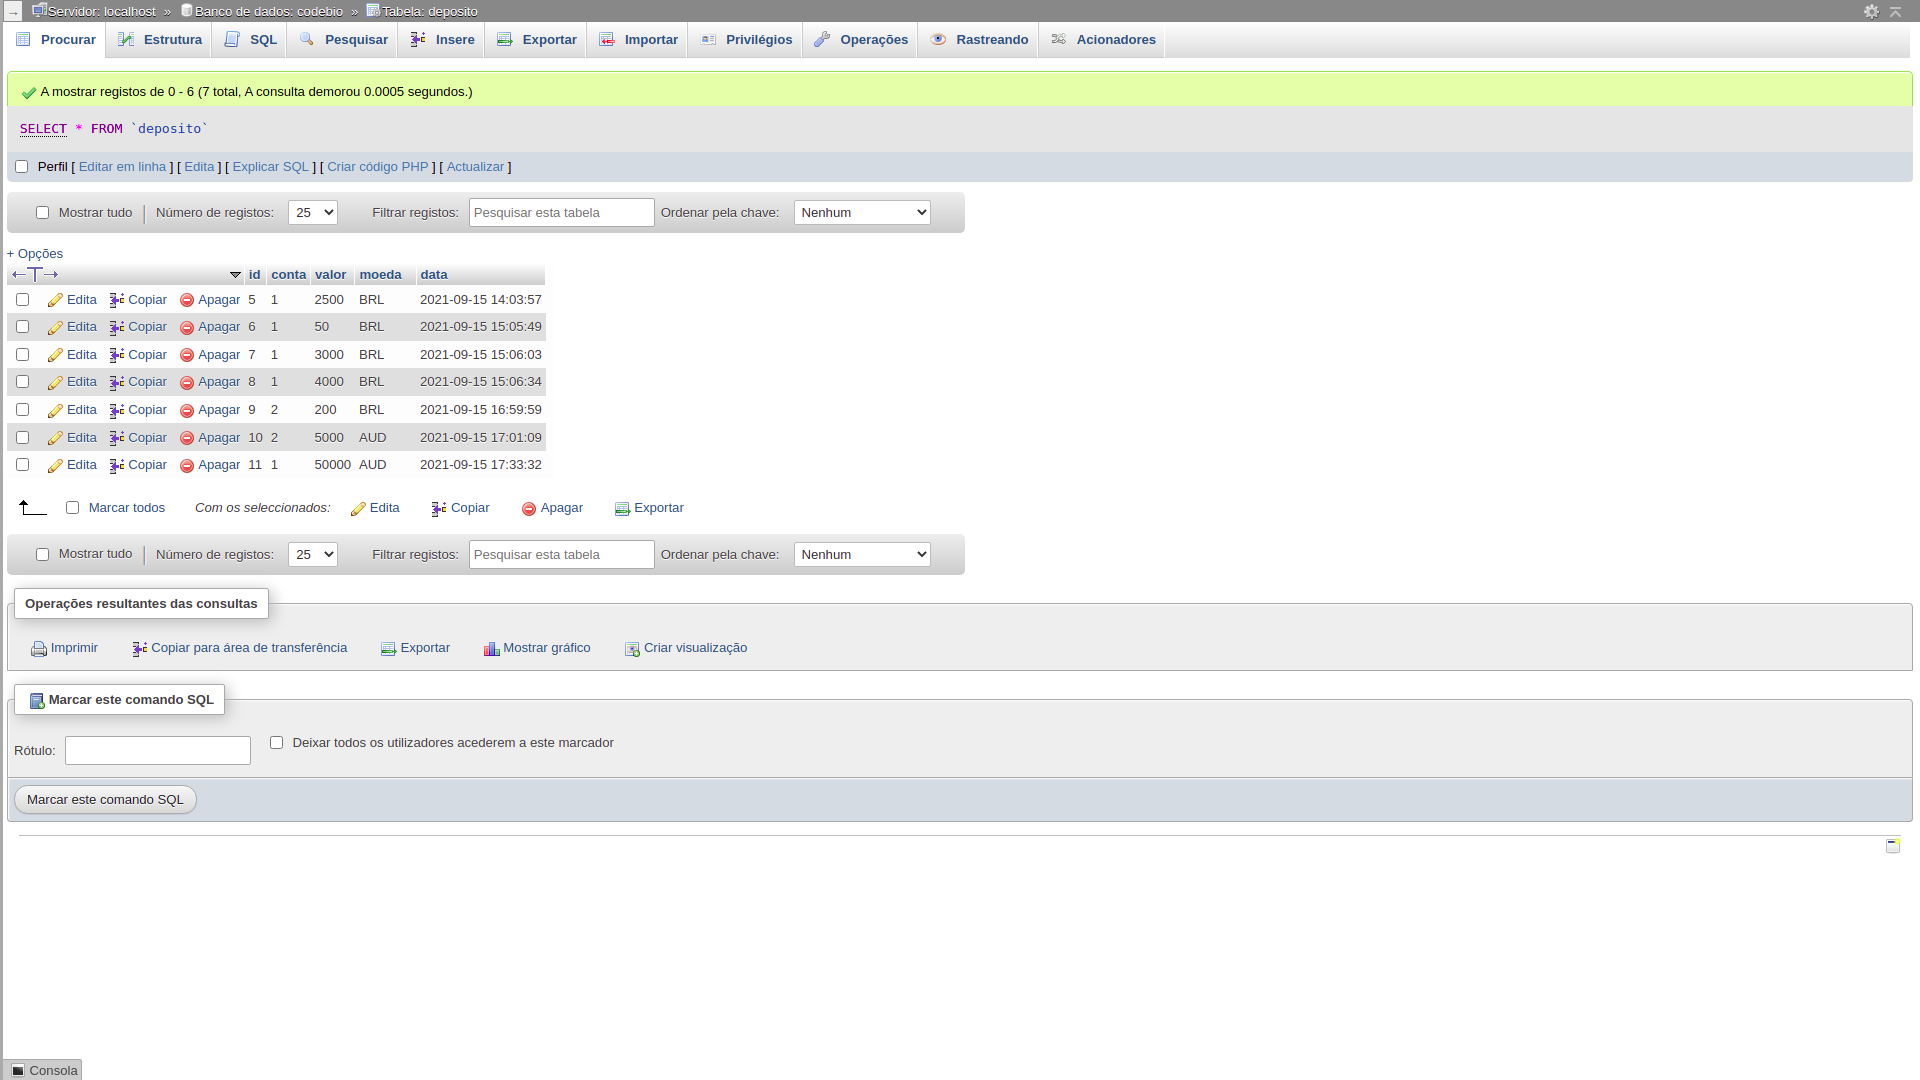 Servidor: localhost » Banco de dados: codebio » Tabela: deposito
Procurar Estrutura SQL Pesquisar Insere Exportar Importar Privilégios Operações Rastreando Acionadores
A mostrar registos de 0 - 6 (7 total, A consulta demorou 0.0005 segundos.)
SELECT * FROM `deposito`
Perfil [ Editar em linha ] [ Edita ] [ Explicar SQL ] [ Criar código PHP ] [ Actualizar ]
Mostrar tudo | Número de registos: 25 Filtrar registos: Pesquisar esta tabela Ordenar pela chave: Nenhum
+ Opções
←T→ id conta valor moeda data
Edita Copiar Apagar 5 1 2500 BRL 2021-09-15 14:03:57
Edita Copiar Apagar 6 1 50 BRL 2021-09-15 15:05:49
Edita Copiar Apagar 7 1 3000 BRL 2021-09-15 15:06:03
Edita Copiar Apagar 8 1 4000 BRL 2021-09-15 15:06:34
Edita Copiar Apagar 9 2 200 BRL 2021-09-15 16:59:59
Edita Copiar Apagar 10 2 5000 AUD 2021-09-15 17:01:09
Edita Copiar Apagar 11 1 50000 AUD 2021-09-15 17:33:32
Marcar todos Com os seleccionados: Edita Copiar Apagar Exportar
Mostrar tudo | Número de registos: 25 Filtrar registos: Pesquisar esta tabela Ordenar pela chave: Nenhum
Operações resultantes das consultas
Imprimir Copiar para área de transferência Exportar Mostrar gráfico Criar visualização
Marcar este comando SQL
Rótulo: Deixar todos os utilizadores acederem a este marcador
Marcar este comando SQL
Consola